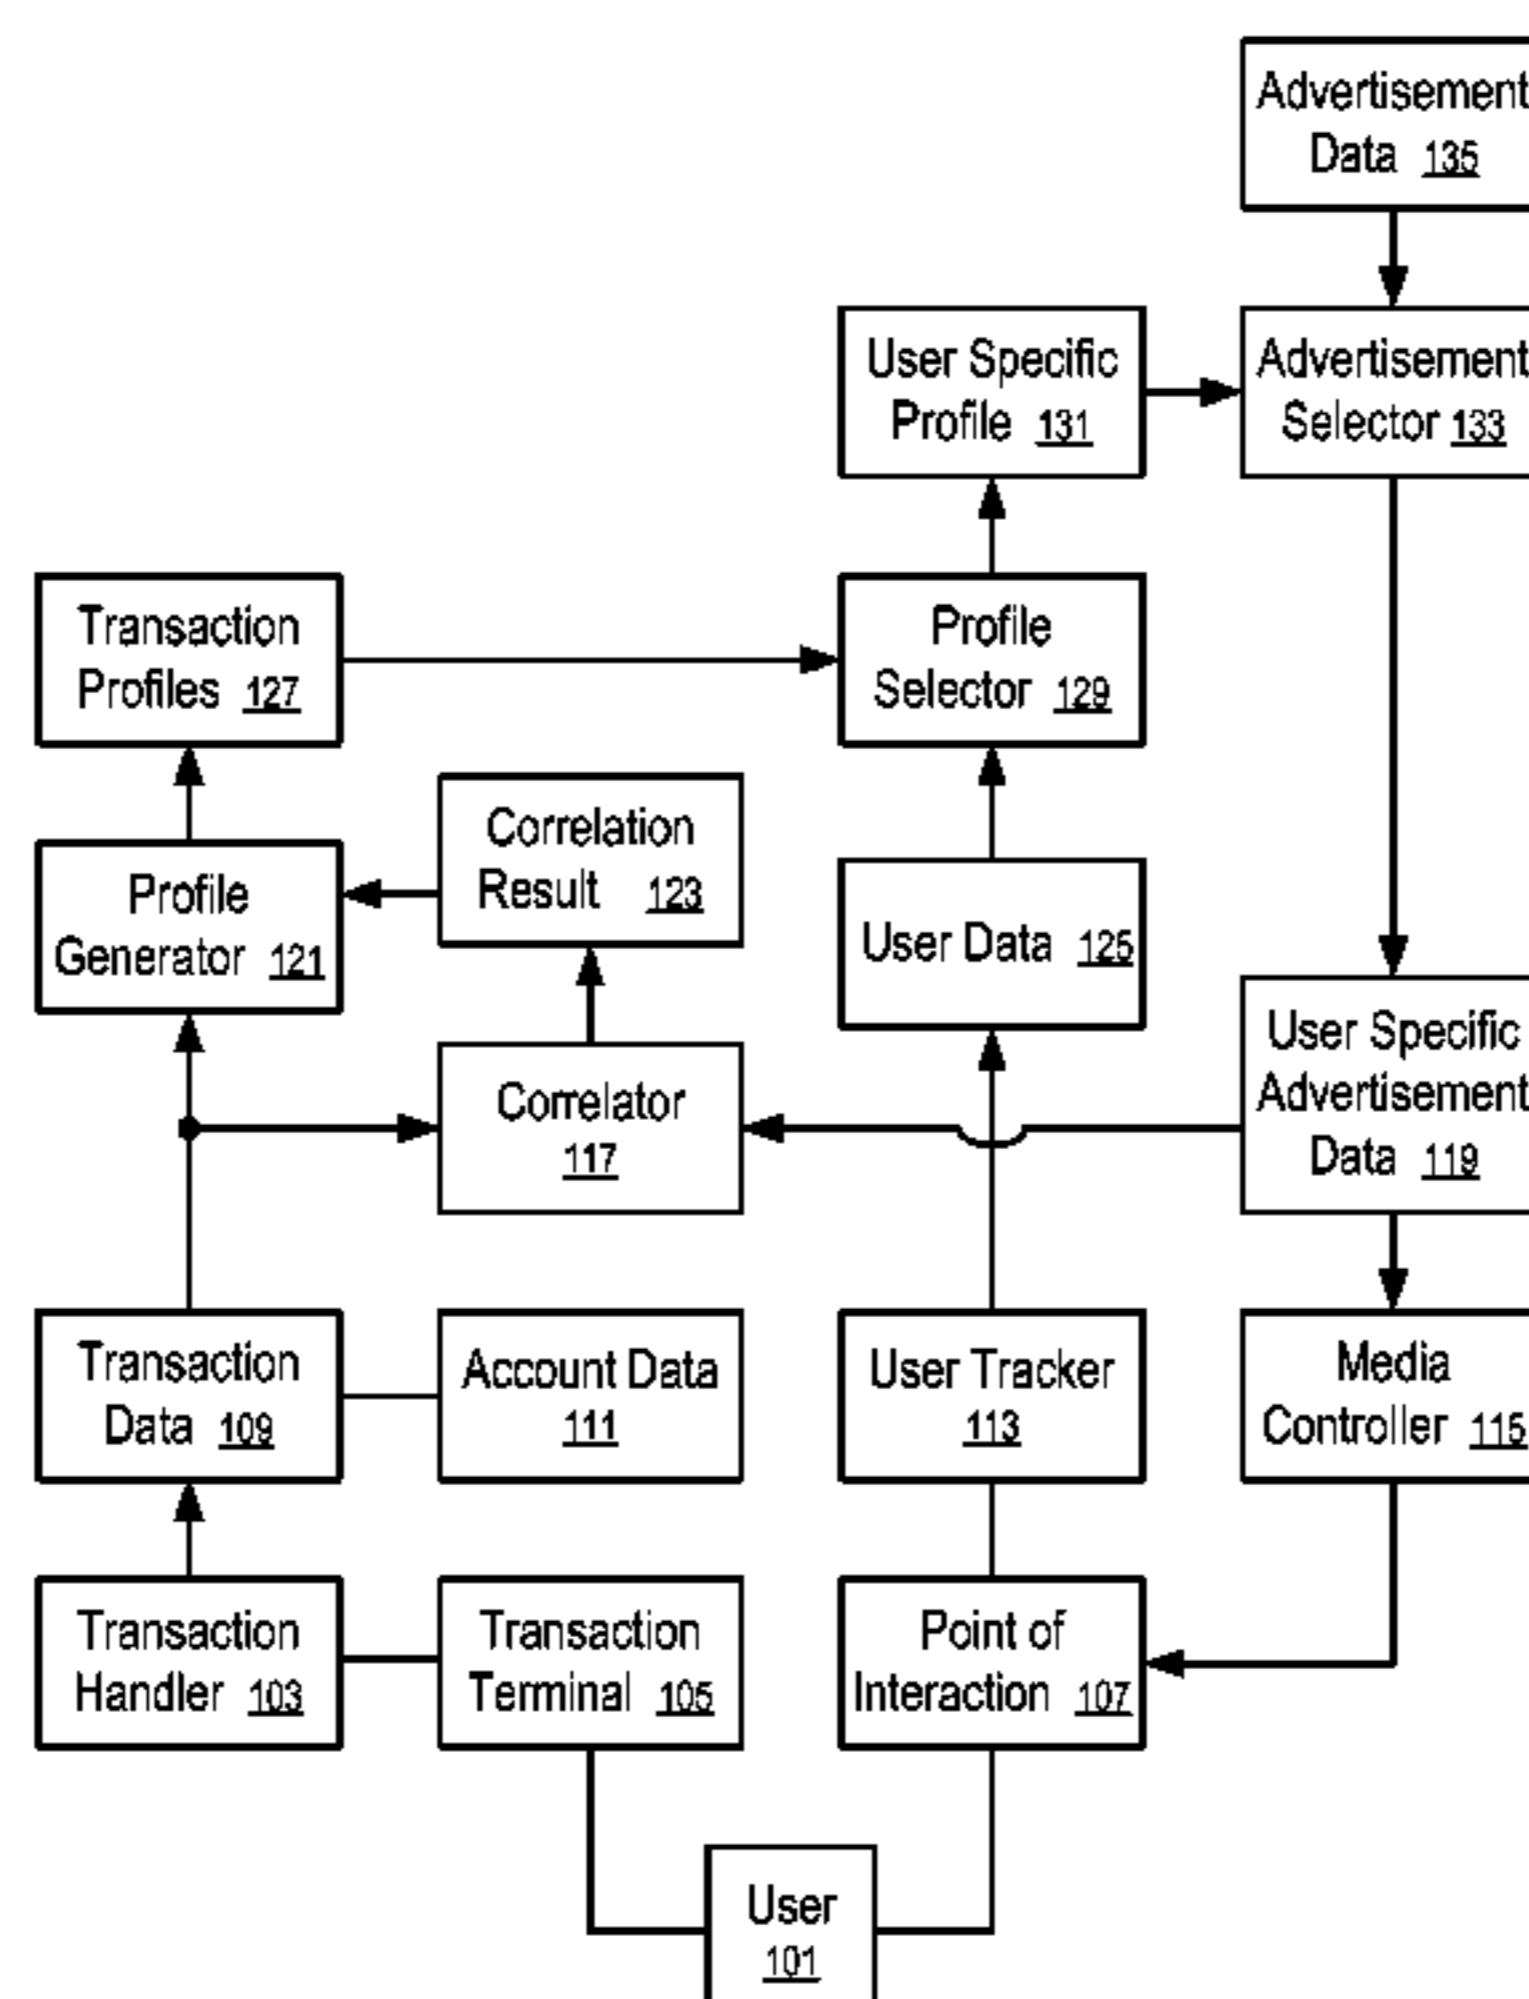 Advertisement
Data 135
User Specific
Profile 131
Advertisement
Selector 133
Transaction
Profiles 127
Profile
Selector 129
Correlation
Result 123
Profile
Generator 121
User Data 125
User Specific
Advertisement
Data 119
Correlator
117
Transaction
Data 109
Account Data
111
User Tracker
113
Media
Controller 115
Transaction
Handler 103
Transaction
Terminal 105
Point of
Interaction 107
User
101